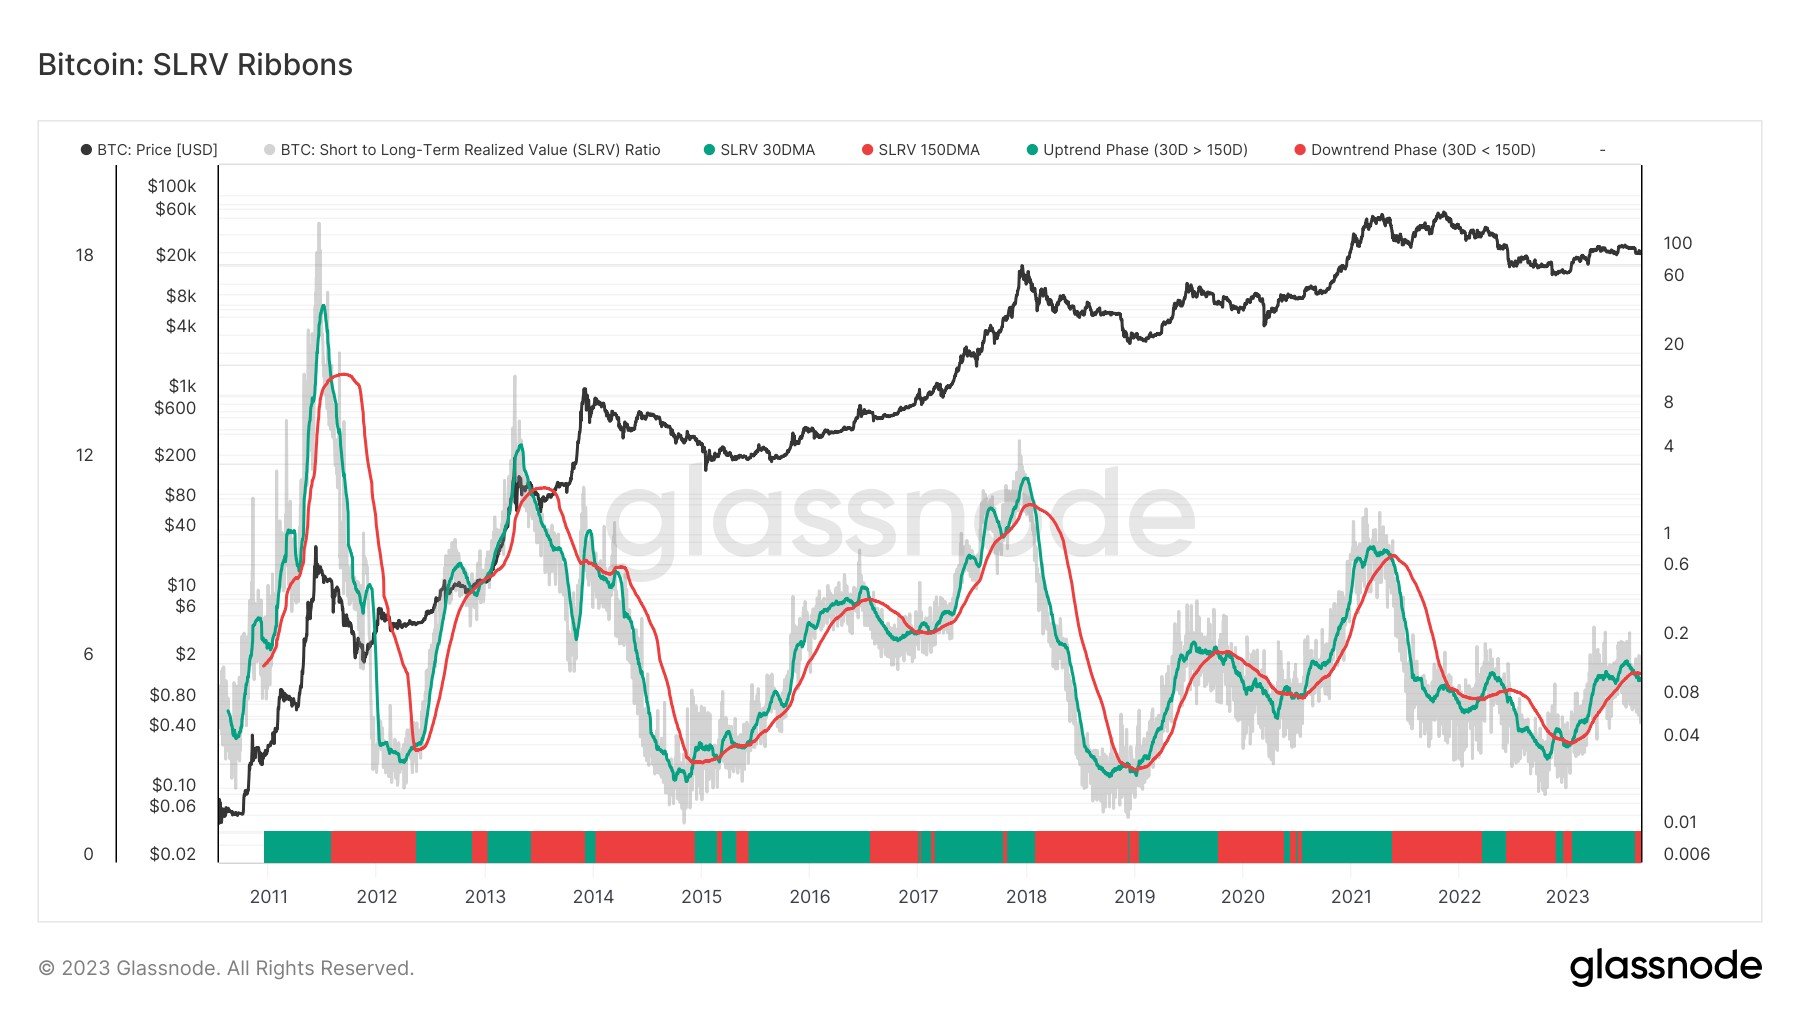 Bitcoin: SLRV Ribbons
BTC: Price [USD] BTC: Short to Long-Term Realized Value (SLRV) Ratio SLRV 30DMA SLRV 150DMA Uptrend Phase (30D > 150D) Downtrend Phase (30D < 150D) -
18
12
6
0
$100k
$60k
$20k
$8k
$4k
$1k
$600
$200
$80
$40
$10
$6
$2
$0.80
$0.40
$0.10
$0.06
$0.02
glassnode
100
60
20
8
4
1
0.6
0.2
0.08
0.04
0.01
0.006
2011 2012 2013 2014 2015 2016 2017 2018 2019 2020 2021 2022 2023
© 2023 Glassnode. All Rights Reserved.
glassnode